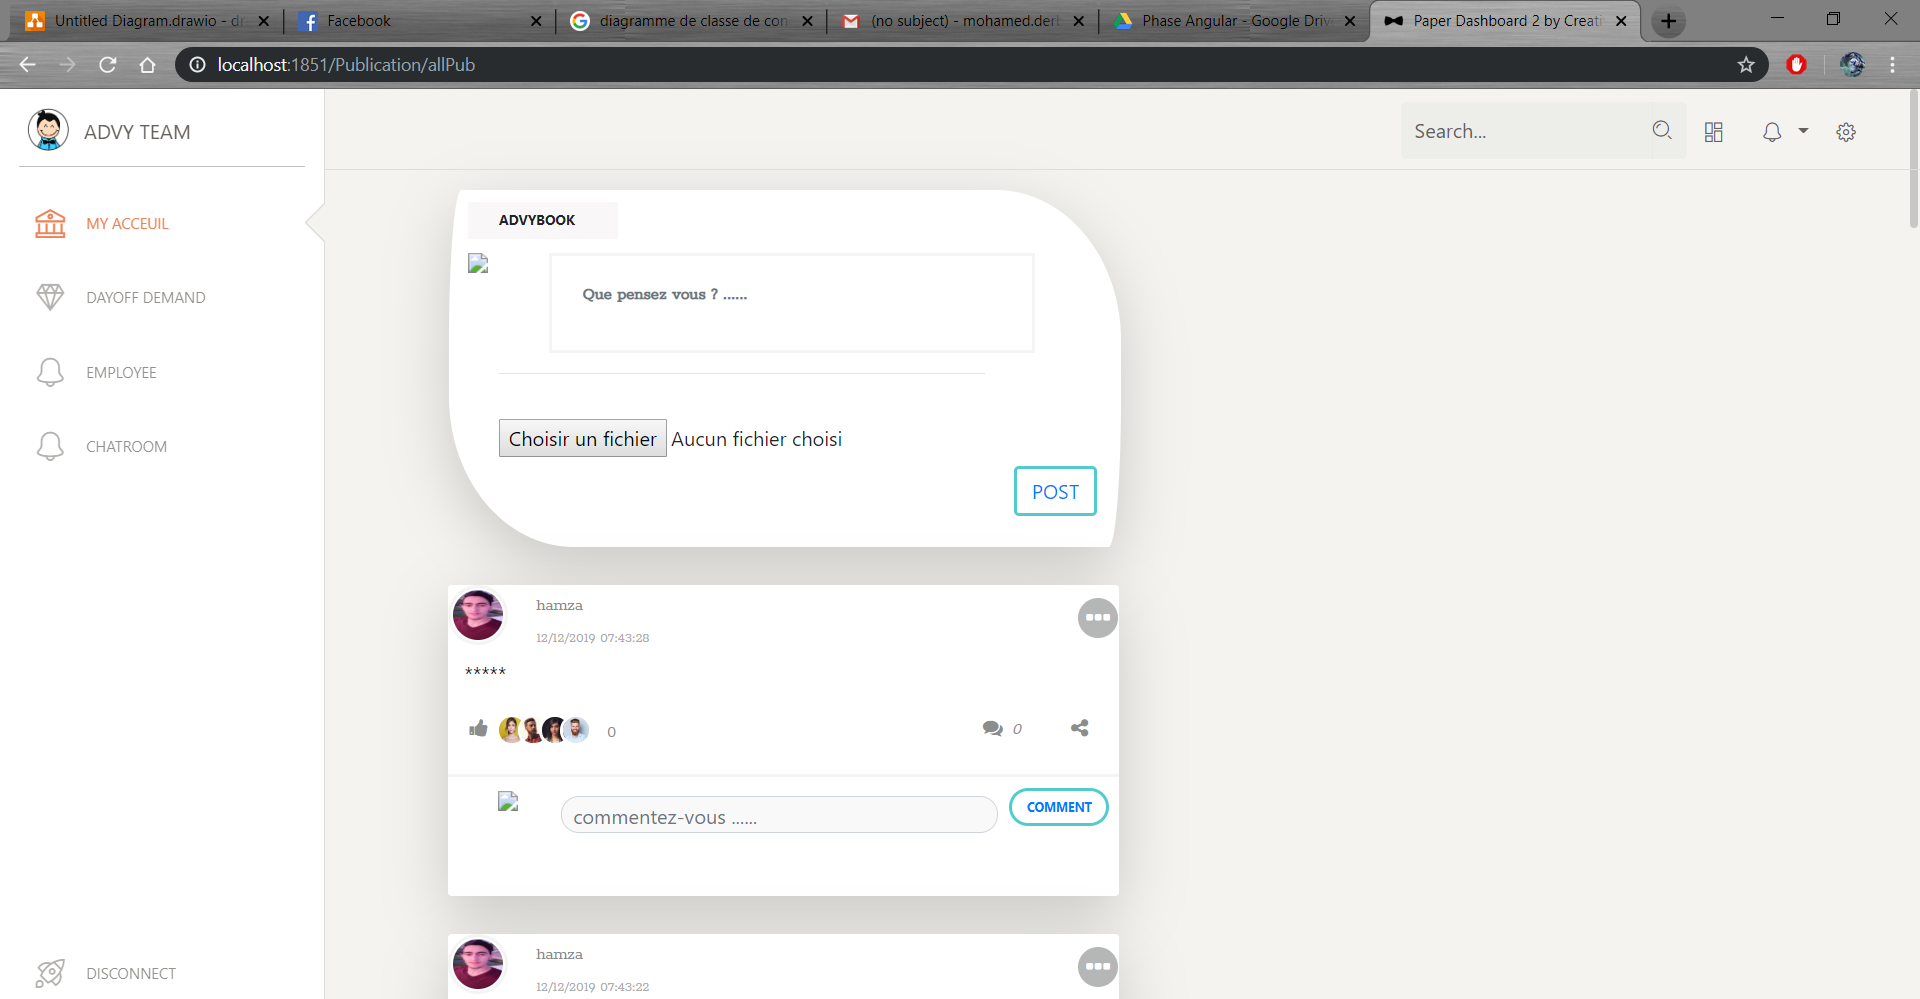 Untitled Diagram.drawio - dr
Facebook
diagramme de classe de con
(no subject) - mohamed.derb
Phase Angular - Google Driv
Paper Dashboard 2 by Creati
localhost:1851/Publication/allPub
ADVY TEAM
Search...
MY ACCEUIL
DAYOFF DEMAND
EMPLOYEE
CHATROOM
DISCONNECT
ADVYBOOK
Que pensez vous ? ......
Choisir un fichier Aucun fichier choisi
POST
hamza
12/12/2019 07:43:28
*****
0
0
commentez-vous ......
COMMENT
hamza
12/12/2019 07:43:22